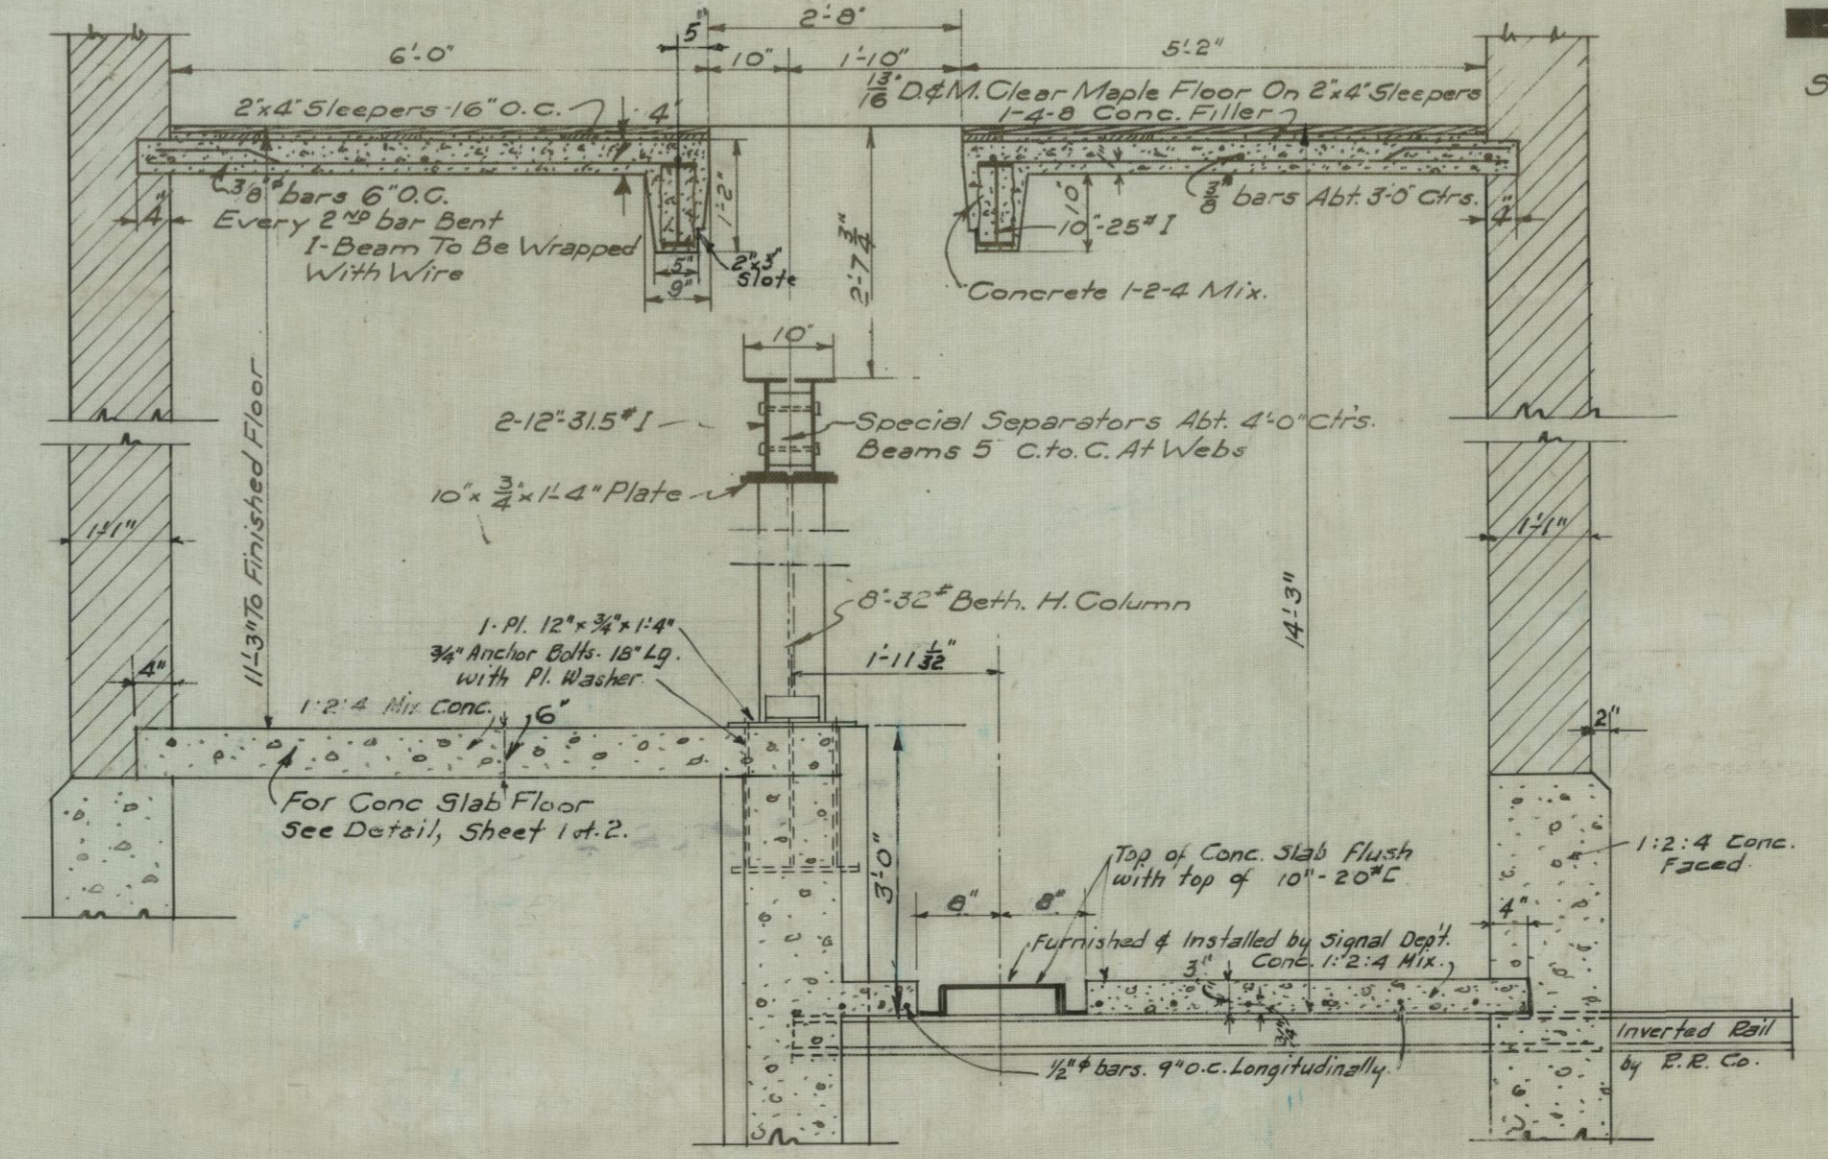 2'-8"
5"
6'-0"
10"
1'-10"
5'-2"
13/16" D.&M. Clear Maple Floor On 2"x4" Sleepers
2"x4" Sleepers-16" O.C.
4"
1-4-8 Conc. Filler
3/8"ø bars 6" O.C.
Every 2ND bar Bent
I-Beam To Be Wrapped
With Wire
4"
1'-2"
2"x3"
Slote
5"
9"
2'-7 3/4"
10"
10"-25# I
3/8" bars Abt. 3'-0" Ctrs.
4"
Concrete 1-2-4 Mix.
10"
2-12"-31.5# I
Special Separators Abt. 4'-0" Ctrs.
Beams 5" C. to. C. At Webs
10" x 3/4" x 1'-4" Plate
11'-3" To Finished Floor
1'-1"
1'-1"
14'-3"
8"-32# Beth. H. Column
1-Pl. 12" x 3/4" x 1'-4"
3/4" Anchor Bolts. 18" Lg.
with Pl. Washer
1'-11 1/32"
4"
1:2:4 Mix Conc.
6"
2"
For Conc Slab Floor
See Detail, Sheet 1 of 2.
3'-0"
Top of Conc. Slab Flush
with top of 10"-20# [
1:2:4 Conc.
Faced
8"
8"
4"
Furnished & Installed by Signal Dep't.
Conc. 1:2:4 Mix.
3"
3/4"
1/2"ø bars. 9" O.C. Longitudinally
Inverted Rail
by R.R. Co.